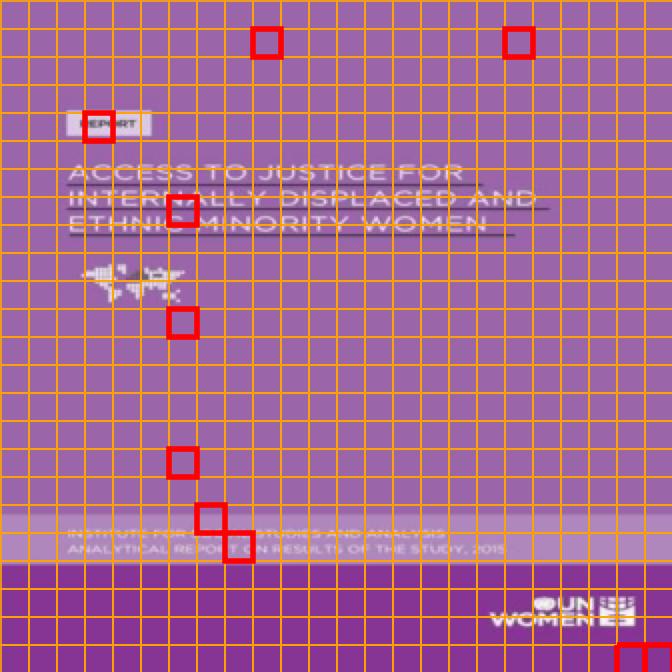 REPORT
ACCESS TO JUSTICE FOR
INTERNALLY DISPLACED AND
ETHNIC MINORITY WOMEN
INSTITUTE FOR SOCIAL STUDIES AND ANALYSIS
ANALYTICAL REPORT ON RESULTS OF THE STUDY, 2015
UN
WOMEN